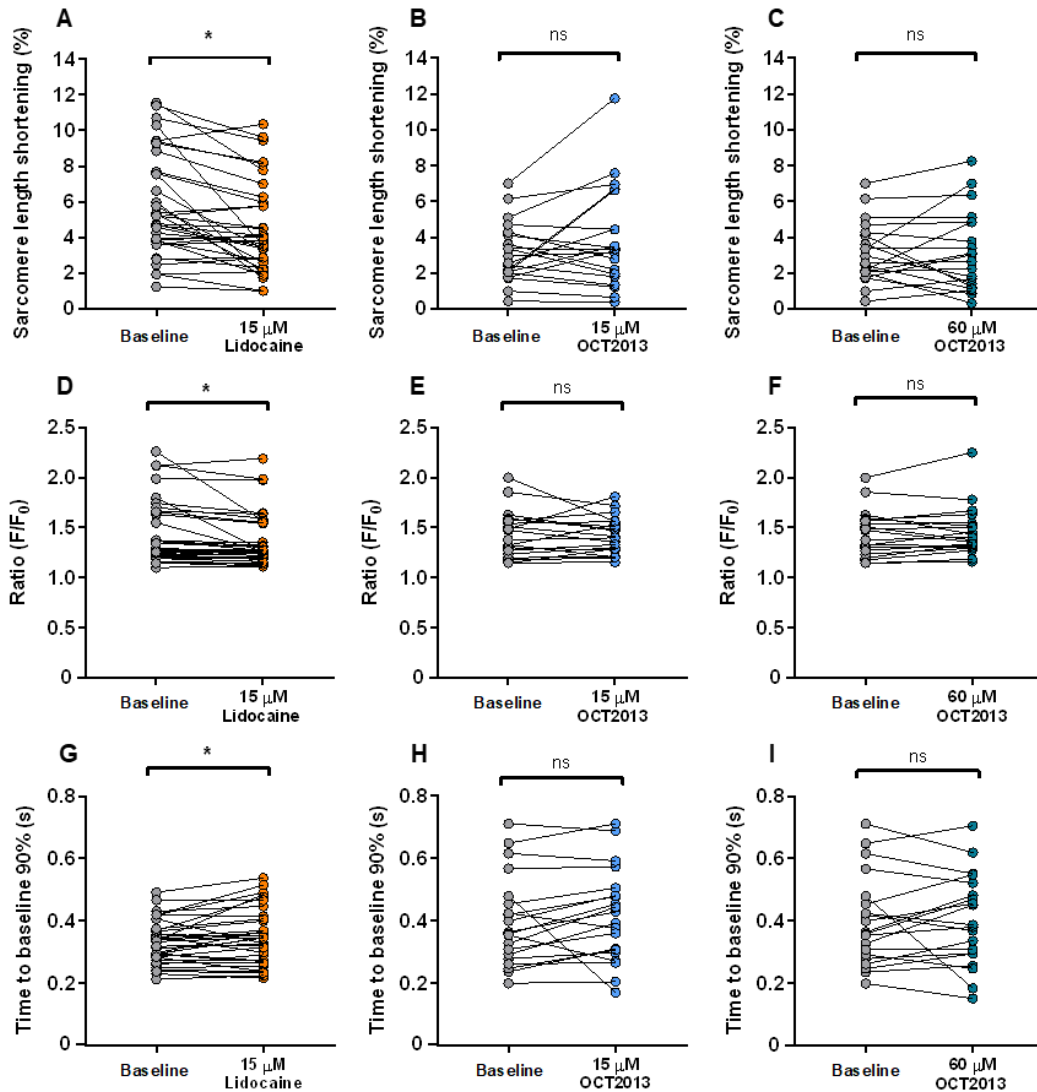 A
*
Sarcomere length shortening (%)
14
12
10
8
6
4
2
0
Baseline
15 μM
Lidocaine
B
ns
Sarcomere length shortening (%)
14
12
10
8
6
4
2
0
Baseline
15 μM
OCT2013
C
ns
Sarcomere length shortening (%)
14
12
10
8
6
4
2
0
Baseline
60 μM
OCT2013
D
*
Ratio (F/F0)
2.5
2.0
1.5
1.0
0.5
0
Baseline
15 μM
Lidocaine
E
ns
Ratio (F/F0)
2.5
2.0
1.5
1.0
0.5
0
Baseline
15 μM
OCT2013
F
ns
Ratio (F/F0)
2.5
2.0
1.5
1.0
0.5
0
Baseline
60 μM
OCT2013
G
*
Time to baseline 90% (s)
0.8
0.6
0.4
0.2
0
Baseline
15 μM
Lidocaine
H
ns
Time to baseline 90% (s)
0.8
0.6
0.4
0.2
0
Baseline
15 μM
OCT2013
I
ns
Time to baseline 90% (s)
0.8
0.6
0.4
0.2
0
Baseline
60 μM
OCT2013